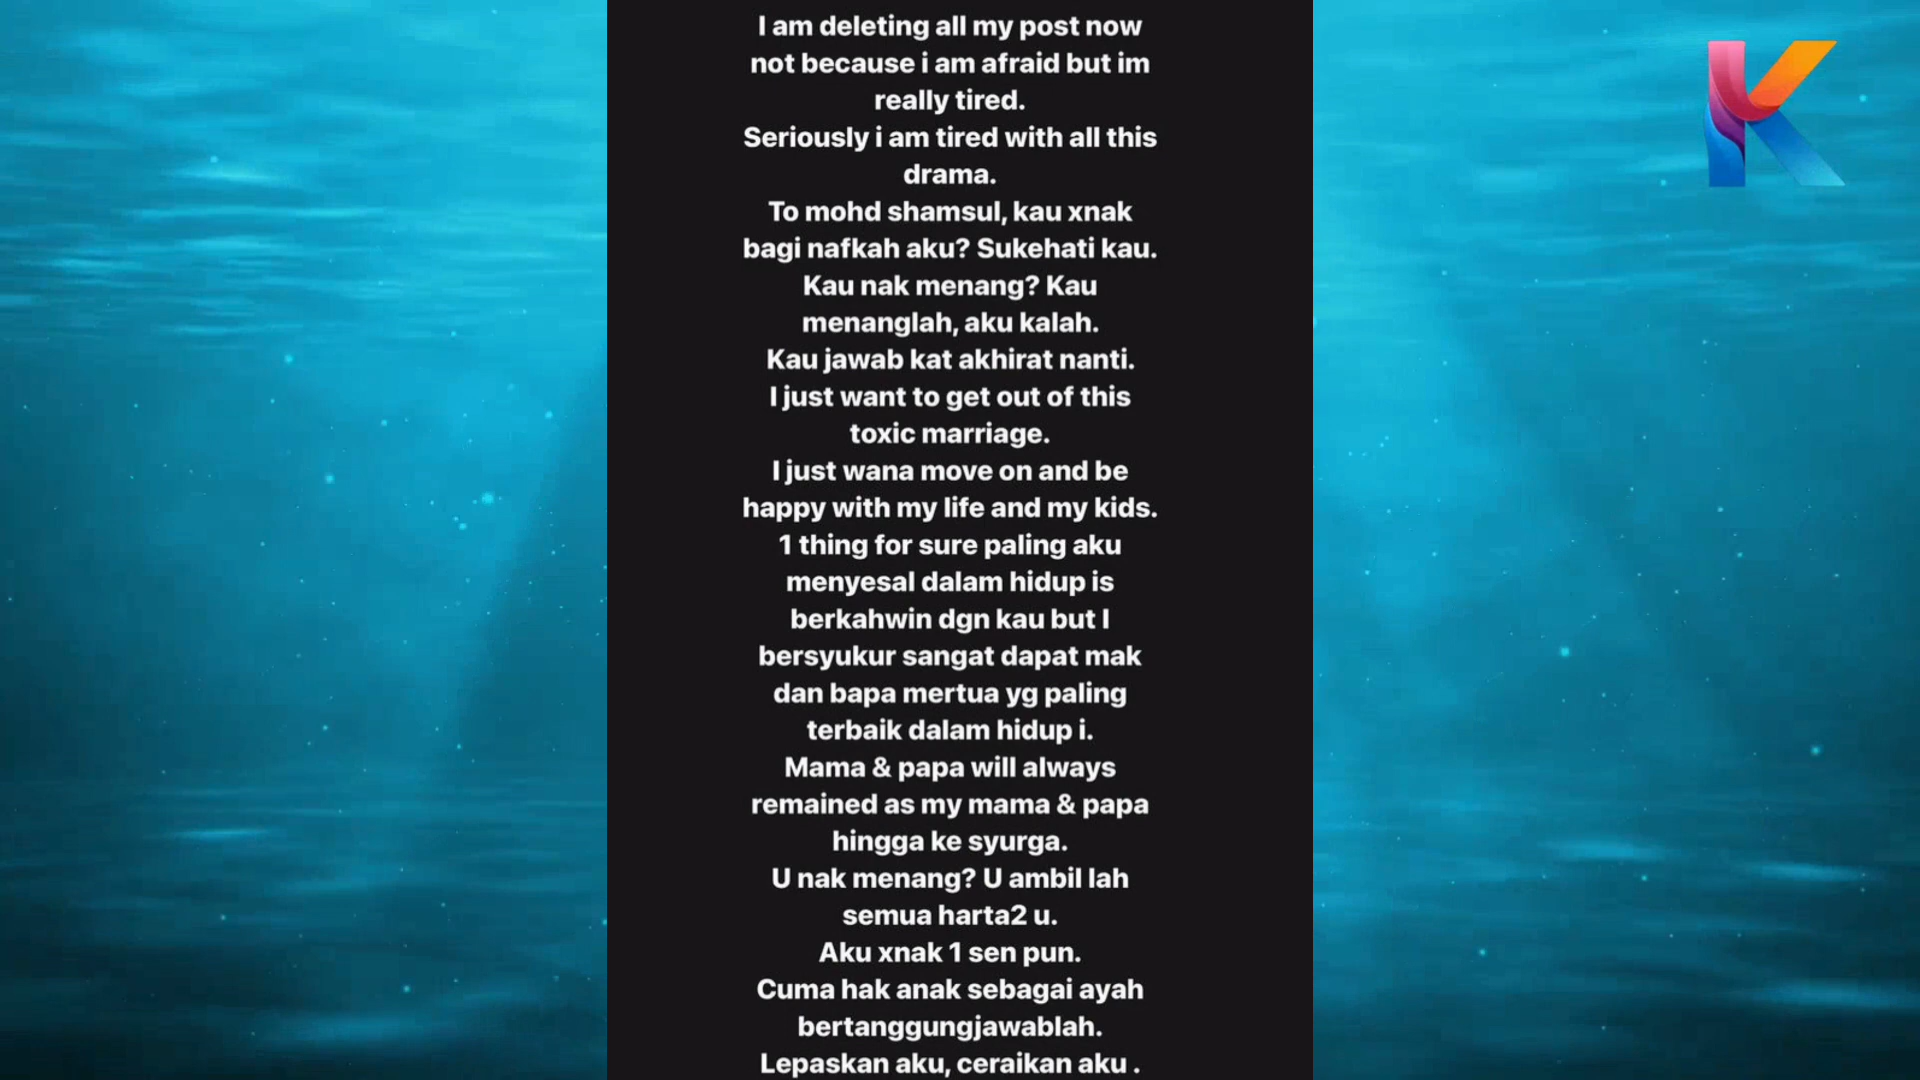 I am deleting all my post now
not because i am afraid but im
really tired.
Seriously i am tired with all this
drama.
To mohd shamsul, kau xnak
bagi nafkah aku? Sukehati kau.
Kau nak menang? Kau
menanglah, aku kalah.
Kau jawab kat akhirat nanti.
I just want to get out of this
toxic marriage.
I just wana move on and be
happy with my life and my kids.
1 thing for sure paling aku
menyesal dalam hidup is
berkahwin dgn kau but I
bersyukur sangat dapat mak
dan bapa mertua yg paling
terbaik dalam hidup i.
Mama & papa will always
remained as my mama & papa
hingga ke syurga.
U nak menang? U ambil lah
semua harta2 u.
Aku xnak 1 sen pun.
Cuma hak anak sebagai ayah
bertanggungjawablah.
Lepaskan aku, ceraikan aku .
K